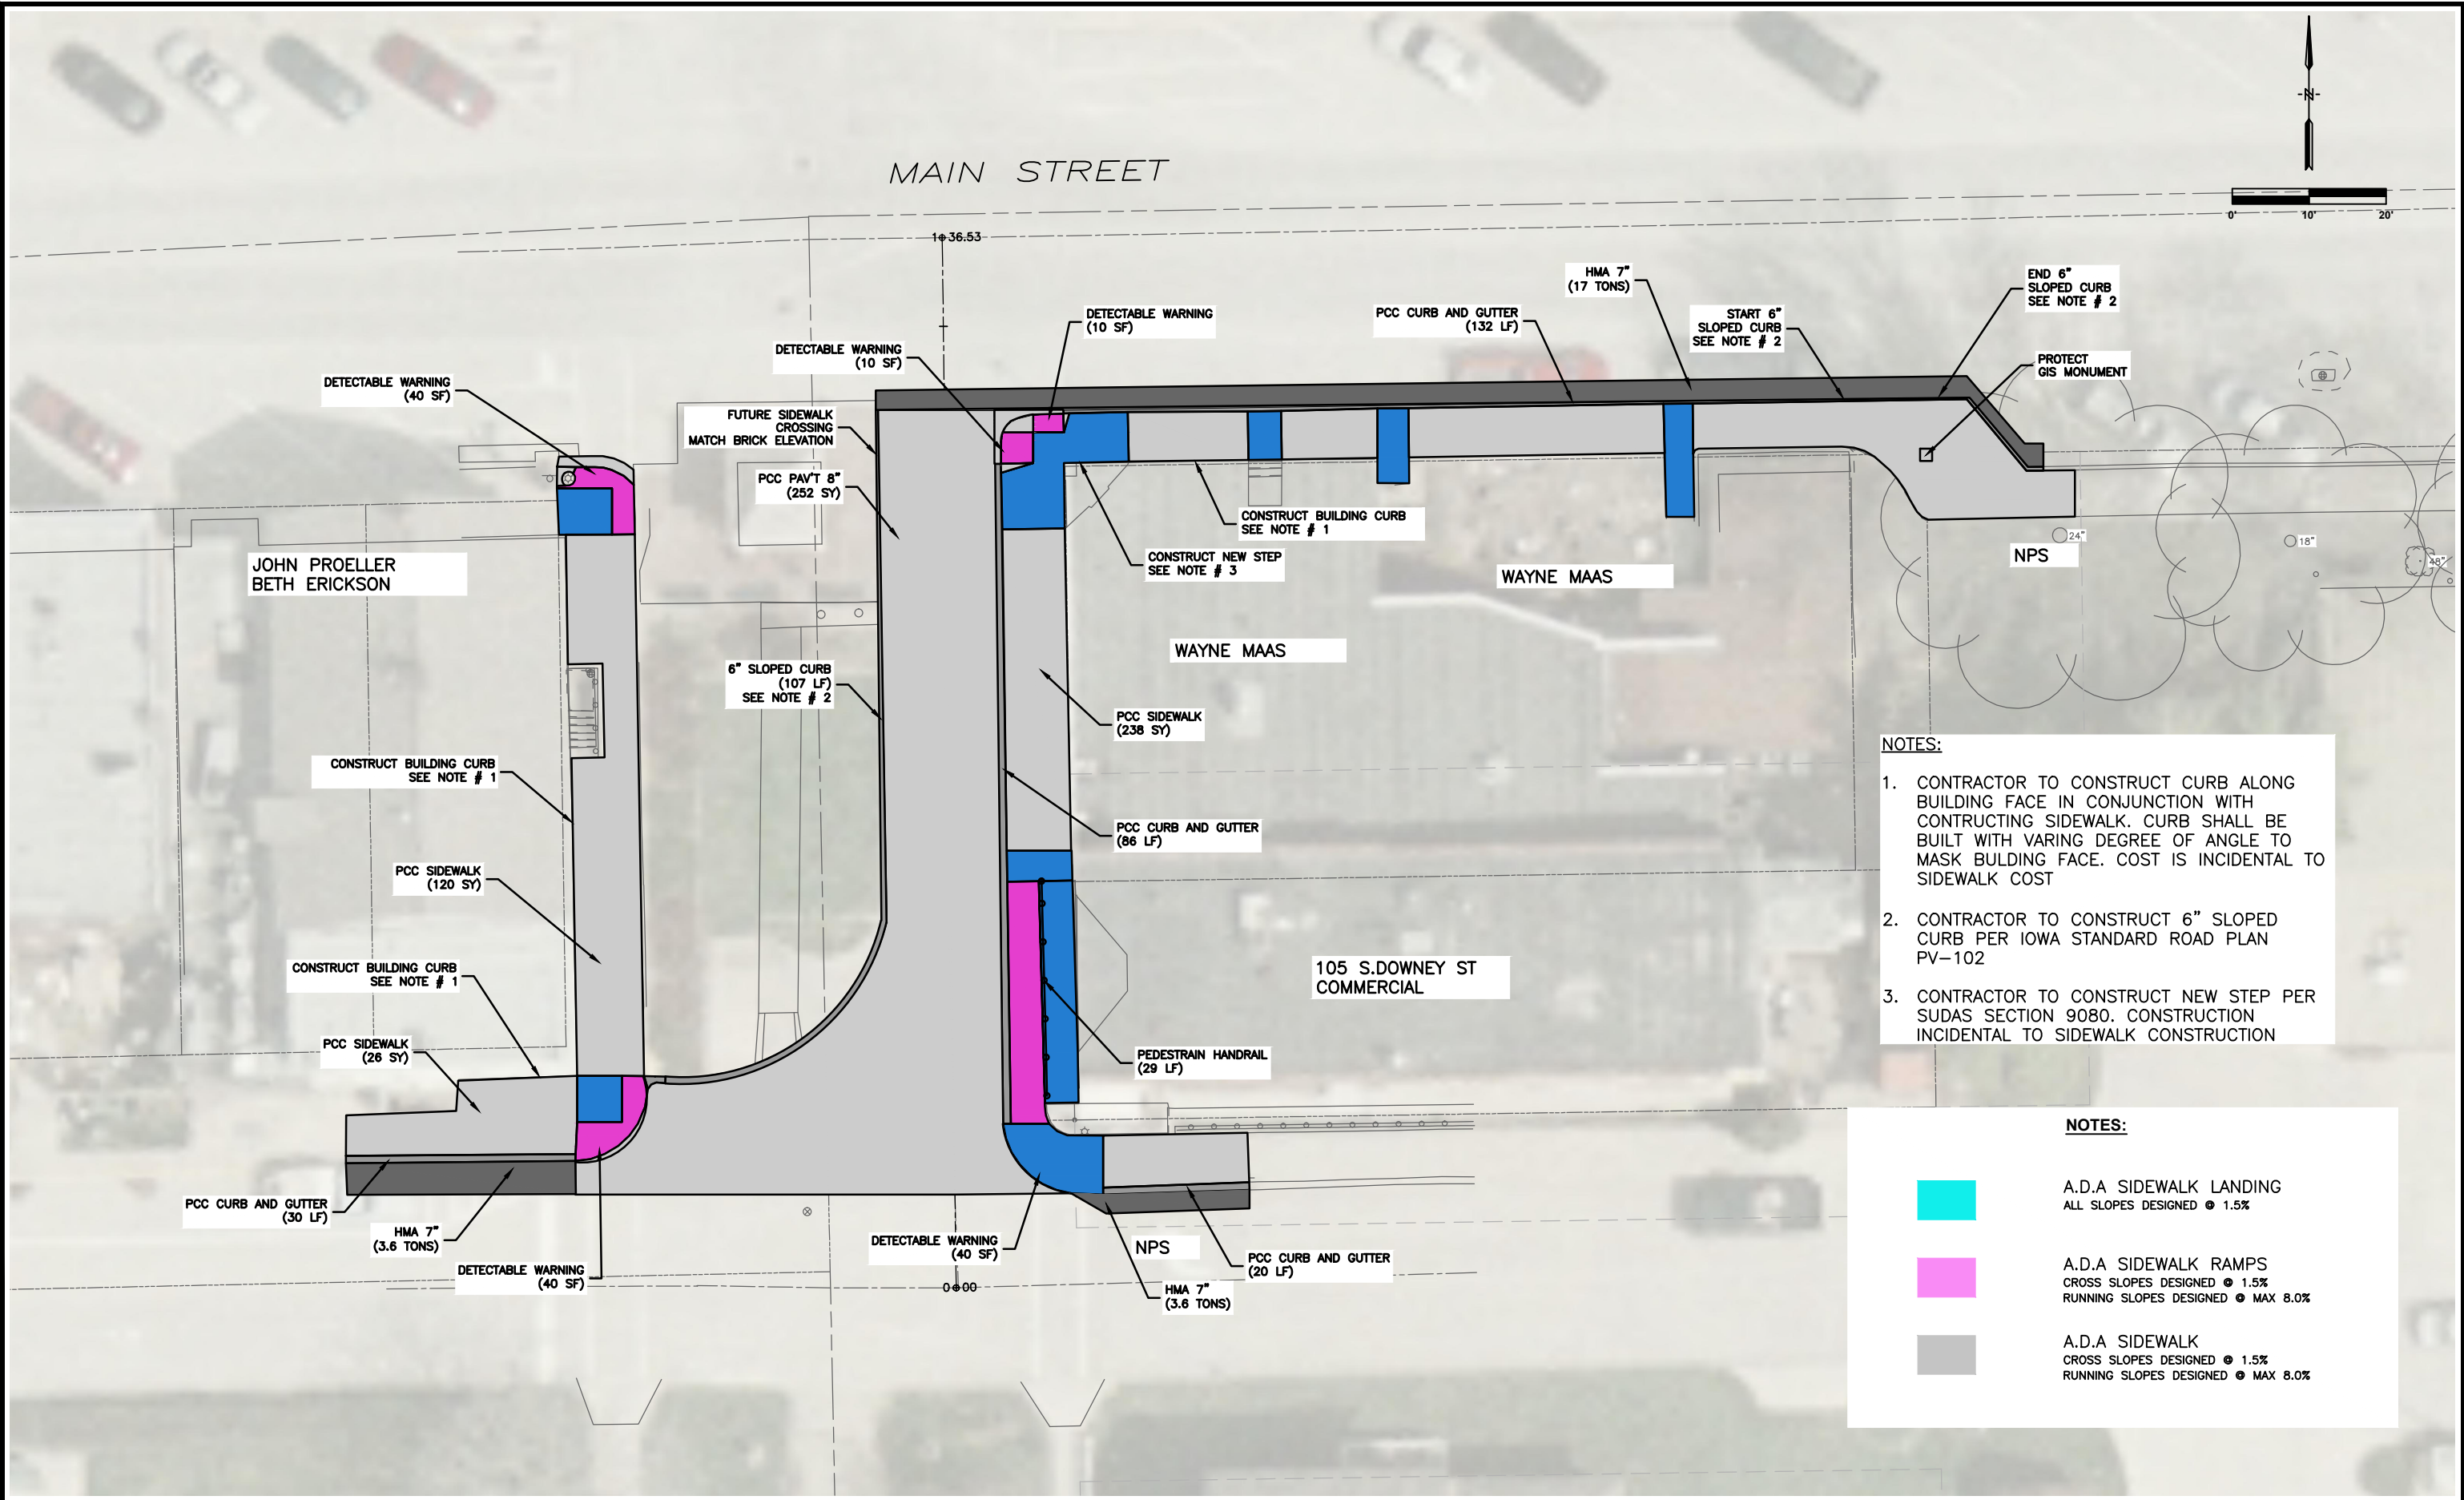 MAIN STREET
-N-
0'
10'
20'
1+36.53
HMA 7"
(17 TONS)
END 6"
SLOPED CURB
SEE NOTE # 2
DETECTABLE WARNING
(10 SF)
PCC CURB AND GUTTER
(132 LF)
START 6"
SLOPED CURB
SEE NOTE # 2
DETECTABLE WARNING
(10 SF)
PROTECT
GIS MONUMENT
DETECTABLE WARNING
(40 SF)
FUTURE SIDEWALK
CROSSING
MATCH BRICK ELEVATION
PCC PAV'T 8"
(252 SY)
CONSTRUCT BUILDING CURB
SEE NOTE # 1
CONSTRUCT NEW STEP
SEE NOTE # 3
24"
18"
48"
NPS
JOHN PROELLER
BETH ERICKSON
WAYNE MAAS
WAYNE MAAS
6" SLOPED CURB
(107 LF)
SEE NOTE # 2
PCC SIDEWALK
(238 SY)
CONSTRUCT BUILDING CURB
SEE NOTE # 1
PCC CURB AND GUTTER
(86 LF)
PCC SIDEWALK
(120 SY)
CONSTRUCT BUILDING CURB
SEE NOTE # 1
105 S.DOWNEY ST
COMMERCIAL
PCC SIDEWALK
(26 SY)
PEDESTRAIN HANDRAIL
(29 LF)
PCC CURB AND GUTTER
(30 LF)
HMA 7"
(3.6 TONS)
DETECTABLE WARNING
(40 SF)
DETECTABLE WARNING
(40 SF)
NPS
PCC CURB AND GUTTER
(20 LF)
HMA 7"
(3.6 TONS)
0+00
NOTES:
1. CONTRACTOR TO CONSTRUCT CURB ALONG
BUILDING FACE IN CONJUNCTION WITH
CONTRUCTING SIDEWALK. CURB SHALL BE
BUILT WITH VARING DEGREE OF ANGLE TO
MASK BULDING FACE. COST IS INCIDENTAL TO
SIDEWALK COST
2. CONTRACTOR TO CONSTRUCT 6" SLOPED
CURB PER IOWA STANDARD ROAD PLAN
PV-102
3. CONTRACTOR TO CONSTRUCT NEW STEP PER
SUDAS SECTION 9080. CONSTRUCTION
INCIDENTAL TO SIDEWALK CONSTRUCTION
NOTES:
A.D.A SIDEWALK LANDING
ALL SLOPES DESIGNED @ 1.5%
A.D.A SIDEWALK RAMPS
CROSS SLOPES DESIGNED @ 1.5%
RUNNING SLOPES DESIGNED @ MAX 8.0%
A.D.A SIDEWALK
CROSS SLOPES DESIGNED @ 1.5%
RUNNING SLOPES DESIGNED @ MAX 8.0%